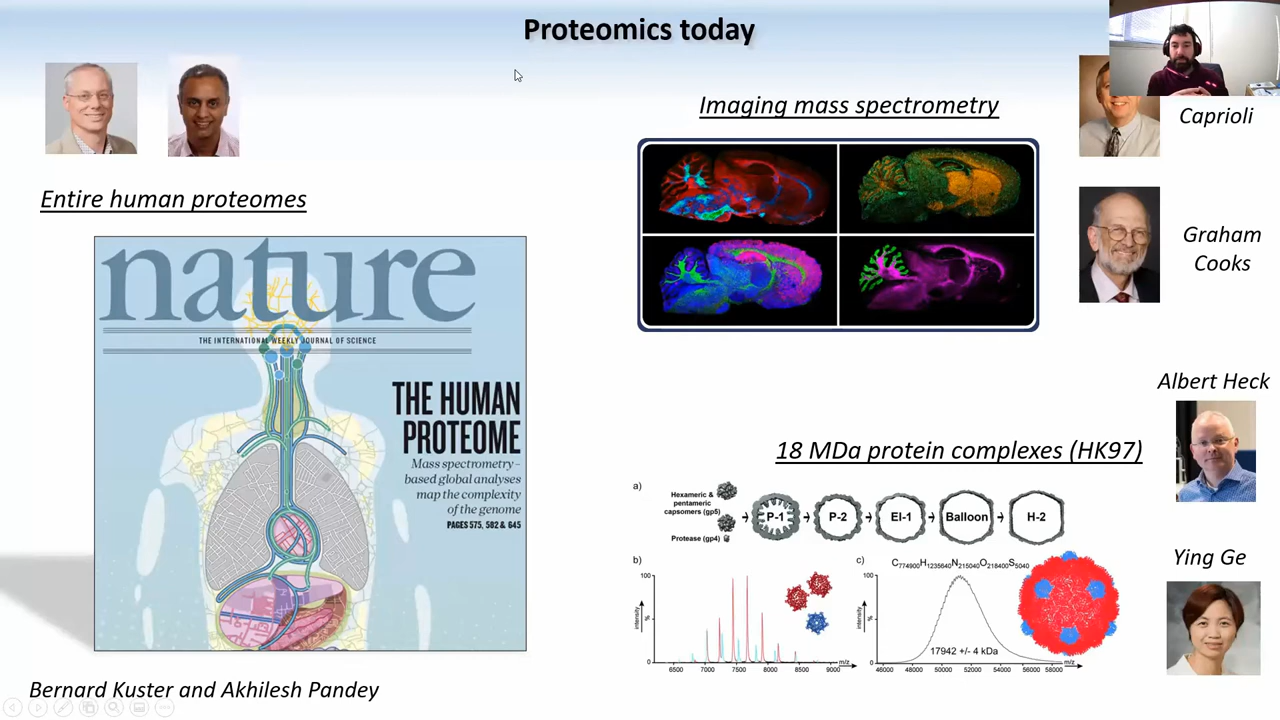 Proteomics today
Entire human proteomes
nature
THE INTERNATIONAL WEEKLY JOURNAL OF SCIENCE
THE HUMAN
PROTEOME
Mass spectrometry-
based global analyses
map the complexity
of the genome
PAGES 575, 582 & 645
Bernard Kuster and Akhilesh Pandey
Imaging mass spectrometry
Caprioli
Graham
Cooks
Albert Heck
18 MDa protein complexes (HK97)
a)
Hexameric &
pentameric
capsomers (gp5)
Protease (gp4)
P-1
P-2
EI-1
Balloon
H-2
b)
100
intensity
%
0
6500 7000 7500 8000 8500 9000 m/z
c)
C774900H1235640N215040O218400S5040
100
intensity
%
0
17942 +/- 4 kDa
46000 48000 50000 52000 54000 56000 58000 m/z
Ying Ge